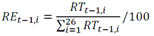 RE_{t-1,i} = \frac{RT_{t-1,i}}{\sum_{i=1}^{26} RT_{t-1,i}} / 100